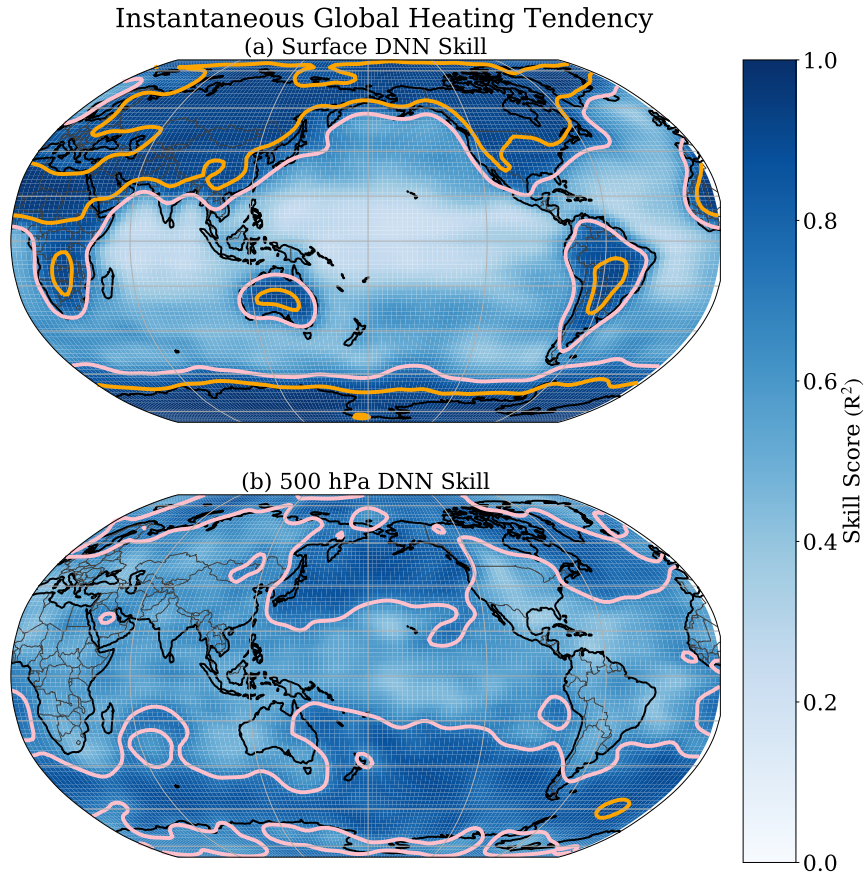 Instantaneous Global Heating Tendency
(a) Surface DNN Skill
(b) 500 hPa DNN Skill
1.0
0.8
0.6
0.4
0.2
0.0
Skill Score (R²)